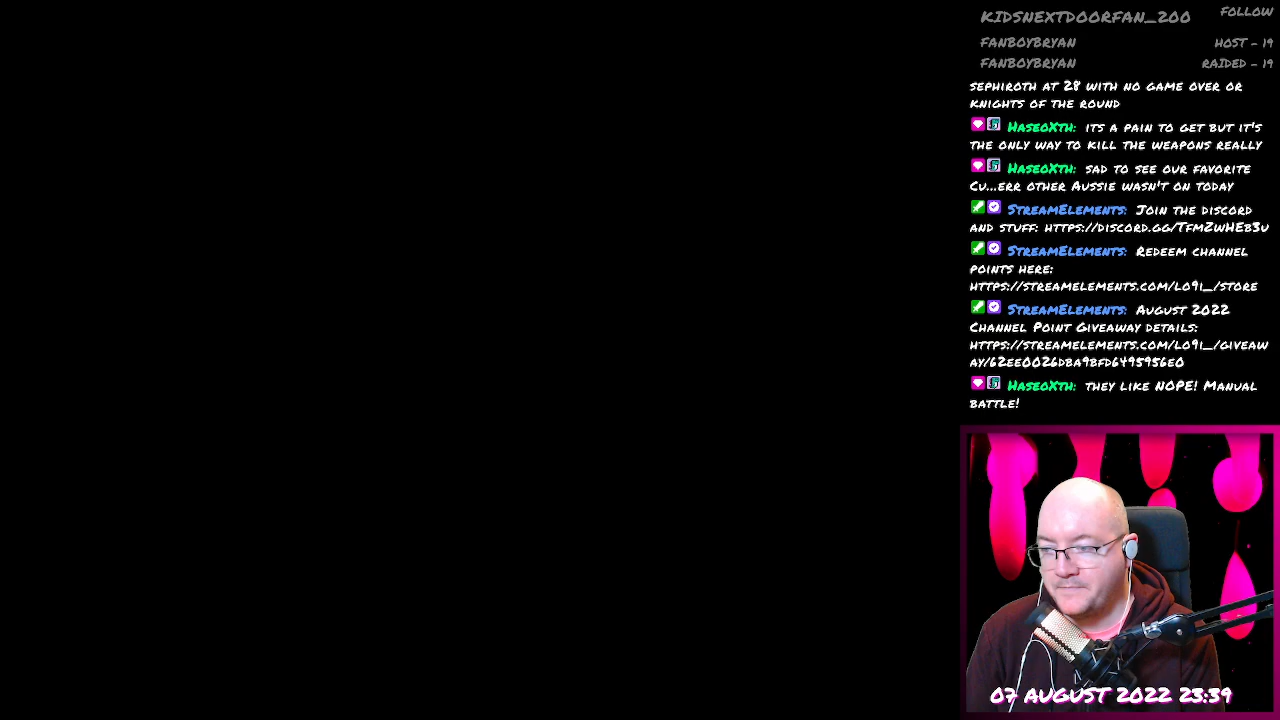 KIDSNEXTDOORFAN_200 FOLLOW
FANBOYBRYAN HOST - 19
FANBOYBRYAN RAIDED - 19
SEPHIROTH AT 28 WITH NO GAME OVER OR
KNIGHTS OF THE ROUND
HASEOXTH: ITS A PAIN TO GET BUT IT'S
THE ONLY WAY TO KILL THE WEAPONS REALLY
HASEOXTH: SAD TO SEE OUR FAVORITE
CU...ERR OTHER AUSSIE WASN'T ON TODAY
STREAMELEMENTS: JOIN THE DISCORD
AND STUFF: HTTPS://DISCORD.GG/TFMZWHEB3U
STREAMELEMENTS: REDEEM CHANNEL
POINTS HERE:
HTTPS://STREAMELEMENTS.COM/LO9I_/STORE
STREAMELEMENTS: AUGUST 2022
CHANNEL POINT GIVEAWAY DETAILS:
HTTPS://STREAMELEMENTS.COM/LO9I_/GIVEAW
AY/62EE0026DBA9BFD6495956E0
HASEOXTH: THEY LIKE NOPE! MANUAL
BATTLE!
07 AUGUST 2022 23:39